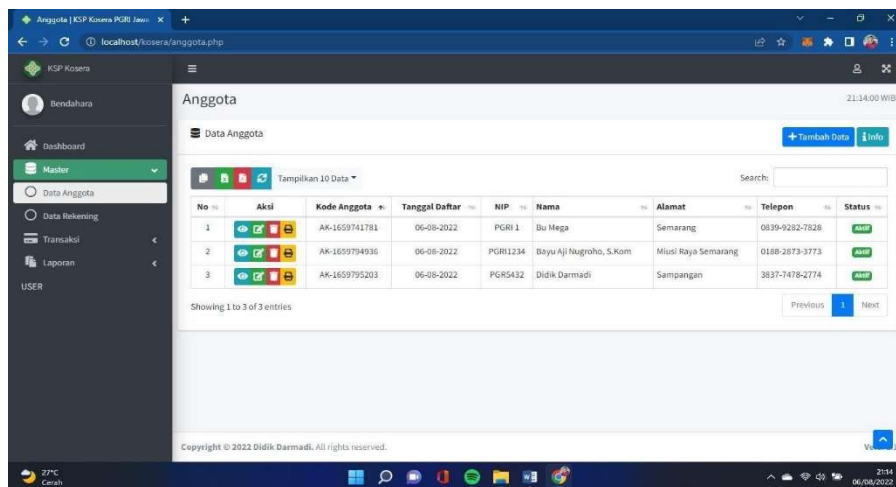 Anggota | KSP Kosera PGRI Jawa
localhost/kosera/anggota.php
KSP Kosera
Bendahara
Anggota
21:14:00 WIB
Dashboard
Master
Data Anggota
Data Rekening
Transaksi
Laporan
USER
Data Anggota
Tambah Data
Info
Tampilkan 10 Data
Search:
No Aksi Kode Anggota Tanggal Daftar NIP Nama Alamat Telepon Status
1 AK-1659741781 06-08-2022 PGRI 1 Bu Mega Semarang 0839-9282-7828 Aktif
2 AK-1659794936 06-08-2022 PGRI1234 Bayu Aji Nugroho, S.Kom Miusi Raya Semarang 0188-2873-3773 Aktif
3 AK-1659795203 06-08-2022 PGR5432 Didik Darmadi Sampangan 3837-7478-2774 Aktif
Showing 1 to 3 of 3 entries
Previous 1 Next
Copyright © 2022 Didik Darmadi. All rights reserved.
27°C
Cerah
21:14
06/08/2022